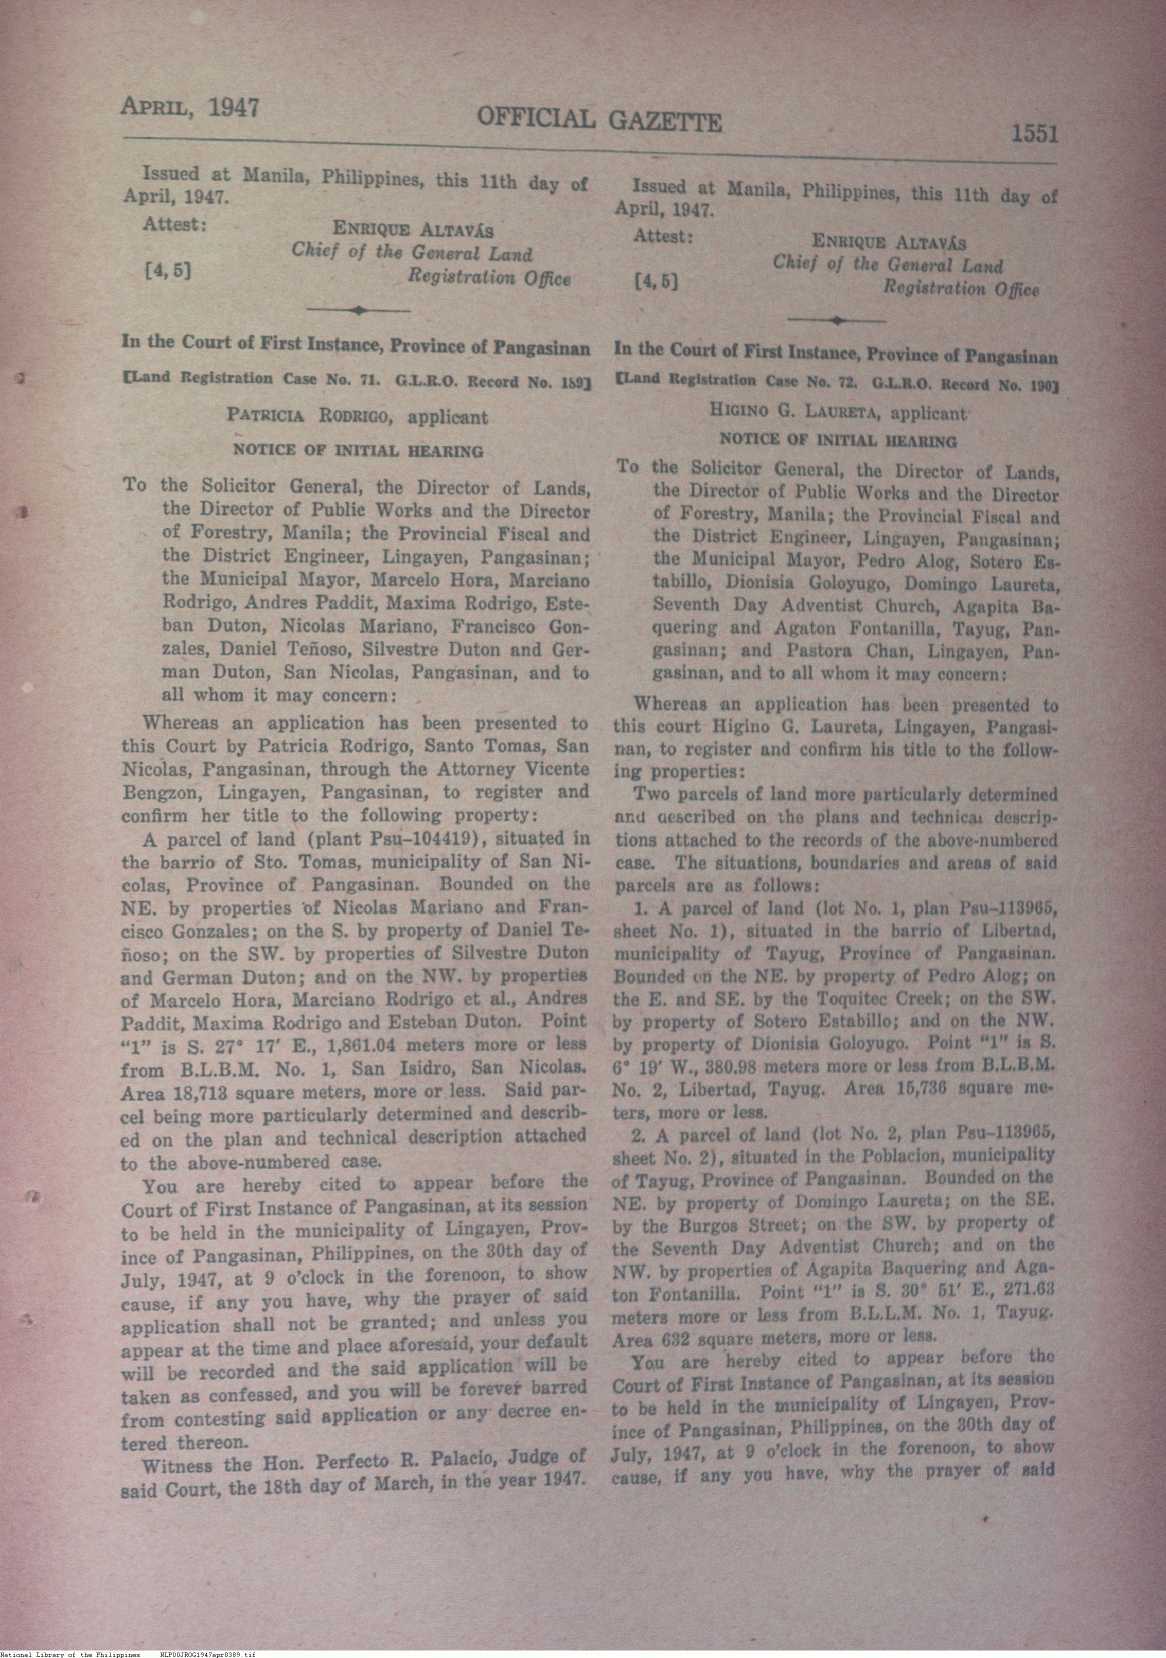 APRIL, 1947
OFFICIAL GAZETTE
1551
Issued at Manila, Philippines, this 11th day of
April, 1947.
Attest:
ENRIQUE ALTAVÁS
Chief of the General Land
[4, 5]
Registration Office
In the Court of First Instance, Province of Pangasinan
[Land Registration Case No. 71. G.L.R.O. Record No. 189]
PATRICIA RODRIGO, applicant
NOTICE OF INITIAL HEARING
To the Solicitor General, the Director of Lands,
the Director of Public Works and the Director
of Forestry, Manila; the Provincial Fiscal and
the District Engineer, Lingayen, Pangasinan;
the Municipal Mayor, Marcelo Hora, Marciano
Rodrigo, Andres Paddit, Maxima Rodrigo, Este-
ban Duton, Nicolas Mariano, Francisco Gon-
zales, Daniel Teñoso, Silvestre Duton and Ger-
man Duton, San Nicolas, Pangasinan, and to
all whom it may concern:
Whereas an application has been presented to
this Court by Patricia Rodrigo, Santo Tomas, San
Nicolas, Pangasinan, through the Attorney Vicente
Bengzon, Lingayen, Pangasinan, to register and
confirm her title to the following property:
A parcel of land (plant Psu-104419), situated in
the barrio of Sto. Tomas, municipality of San Ni-
colas, Province of Pangasinan. Bounded on the
NE. by properties of Nicolas Mariano and Fran-
cisco Gonzales; on the S. by property of Daniel Te-
ñoso; on the SW. by properties of Silvestre Duton
and German Duton; and on the NW. by properties
of Marcelo Hora, Marciano Rodrigo et al., Andres
Paddit, Maxima Rodrigo and Esteban Duton. Point
"1" is S. 27° 17' E., 1,861.04 meters more or less
from B.L.B.M. No. 1, San Isidro, San Nicolas.
Area 18,713 square meters, more or less. Said par-
cel being more particularly determined and describ-
ed on the plan and technical description attached
to the above-numbered case.
You are hereby cited to appear before the
Court of First Instance of Pangasinan, at its session
to be held in the municipality of Lingayen, Prov-
ince of Pangasinan, Philippines, on the 30th day of
July, 1947, at 9 o'clock in the forenoon, to show
cause, if any you have, why the prayer of said
application shall not be granted; and unless you
appear at the time and place aforesaid, your default
will be recorded and the said application will be
taken as confessed, and you will be forever barred
from contesting said application or any decree en-
tered thereon.
Witness the Hon. Perfecto R. Palacio, Judge of
said Court, the 18th day of March, in the year 1947.
Issued at Manila, Philippines, this 11th day of
April, 1947.
Attest:
ENRIQUE ALTAVÁS
Chief of the General Land
[4, 5]
Registration Office
In the Court of First Instance, Province of Pangasinan
[Land Registration Case No. 72. G.L.R.O. Record No. 190]
HIGINO G. LAURETA, applicant
NOTICE OF INITIAL HEARING
To the Solicitor General, the Director of Lands,
the Director of Public Works and the Director
of Forestry, Manila; the Provincial Fiscal and
the District Engineer, Lingayen, Pangasinan;
the Municipal Mayor, Pedro Alog, Sotero Es-
tabillo, Dionisia Goloyugo, Domingo Laureta,
Seventh Day Adventist Church, Agapita Ba-
quering and Agaton Fontanilla, Tayug, Pan-
gasinan; and Pastora Chan, Lingayen, Pan-
gasinan, and to all whom it may concern:
Whereas an application has been presented to
this court Higino G. Laureta, Lingayen, Pangasi-
nan, to register and confirm his title to the follow-
ing properties:
Two parcels of land more particularly determined
and described on the plans and technical descrip-
tions attached to the records of the above-numbered
case. The situations, boundaries and areas of said
parcels are as follows:
1. A parcel of land (lot No. 1, plan Psu-113965,
sheet No. 1), situated in the barrio of Libertad,
municipality of Tayug, Province of Pangasinan.
Bounded on the NE. by property of Pedro Alog; on
the E. and SE. by the Toquitec Creek; on the SW.
by property of Sotero Estabillo; and on the NW.
by property of Dionisia Goloyugo. Point "1" is S.
6° 19' W., 380.98 meters more or less from B.L.B.M.
No. 2, Libertad, Tayug. Area 15,736 square me-
ters, more or less.
2. A parcel of land (lot No. 2, plan Psu-113965,
sheet No. 2), situated in the Poblacion, municipality
of Tayug, Province of Pangasinan. Bounded on the
NE. by property of Domingo Laureta; on the SE.
by the Burgos Street; on the SW. by property of
the Seventh Day Adventist Church; and on the
NW. by properties of Agapita Baquering and Aga-
ton Fontanilla. Point "1" is S. 30° 51' E., 271.63
meters more or less from B.L.L.M. No. 1, Tayug.
Area 632 square meters, more or less.
You are hereby cited to appear before the
Court of First Instance of Pangasinan, at its session
to be held in the municipality of Lingayen, Prov-
ince of Pangasinan, Philippines, on the 30th day of
July, 1947, at 9 o'clock in the forenoon, to show
cause, if any you have, why the prayer of said
National Library of the Philippines NLP00JROG1947apr0389.tif